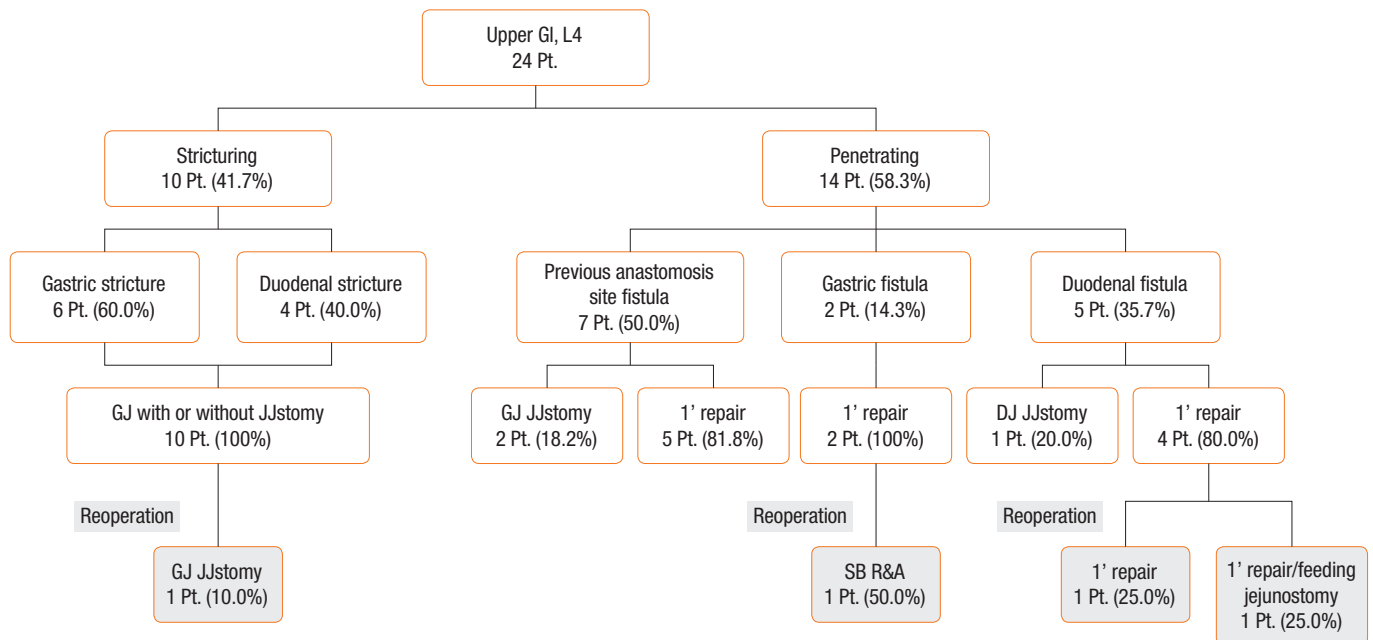 Upper GI, L4
24 Pt.
Stricturing
10 Pt. (41.7%)
Penetrating
14 Pt. (58.3%)
Gastric stricture
6 Pt. (60.0%)
Duodenal stricture
4 Pt. (40.0%)
Previous anastomosis
site fistula
7 Pt. (50.0%)
Gastric fistula
2 Pt. (14.3%)
Duodenal fistula
5 Pt. (35.7%)
GJ with or without JJstomy
10 Pt. (100%)
GJ JJstomy
2 Pt. (18.2%)
1’ repair
5 Pt. (81.8%)
1’ repair
2 Pt. (100%)
DJ JJstomy
1 Pt. (20.0%)
1’ repair
4 Pt. (80.0%)
Reoperation
Reoperation
Reoperation
GJ JJstomy
1 Pt. (10.0%)
SB R&A
1 Pt. (50.0%)
1’ repair
1 Pt. (25.0%)
1’ repair/feeding
jejunostomy
1 Pt. (25.0%)